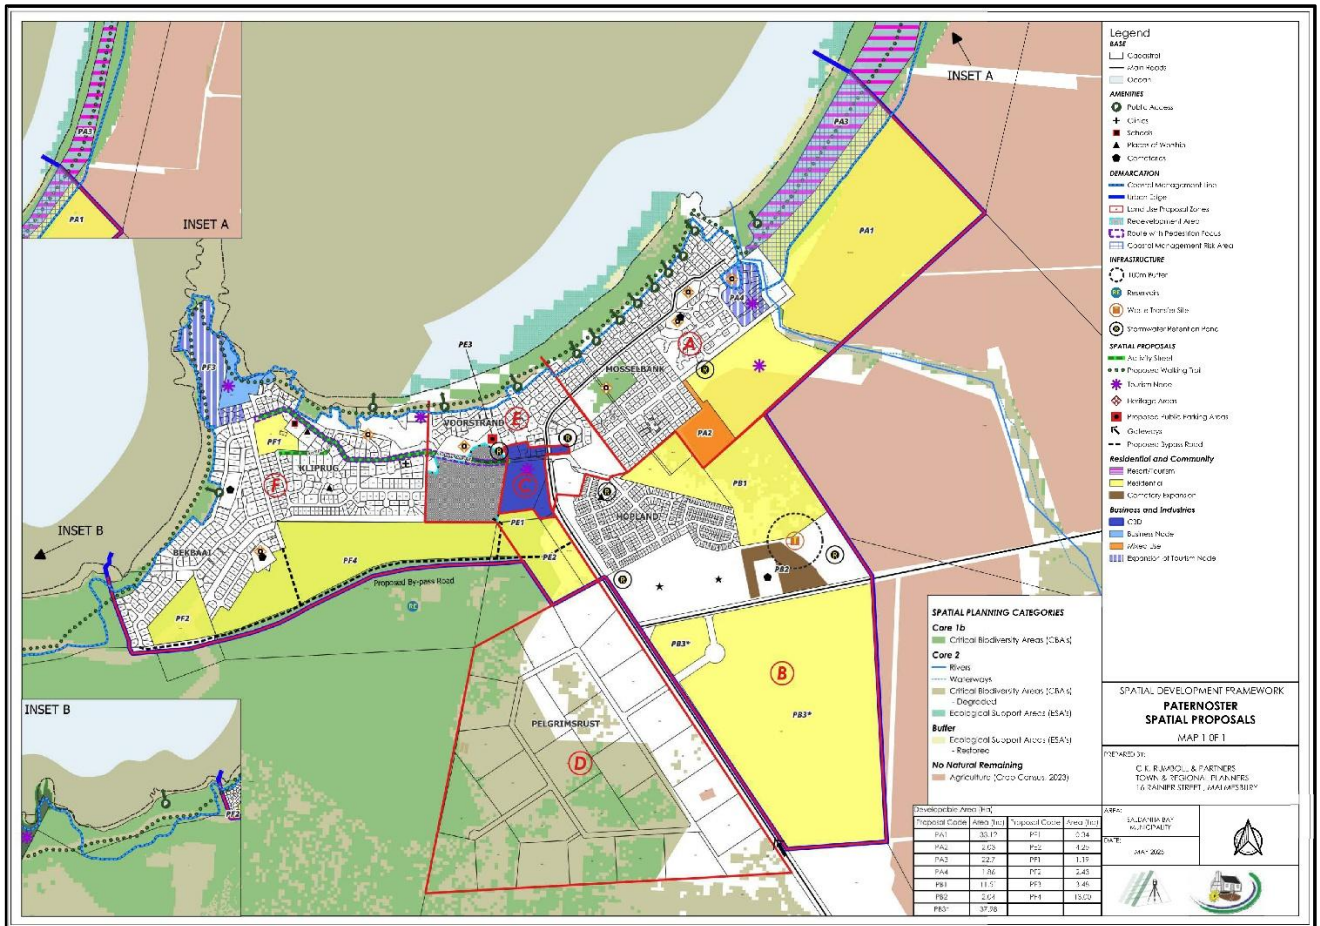 INSET A
PA3
PA1
INSET A
PA3
PA1
PA4
PE3
A
MOSSELBANK
PF3
E
VOORSTRAND
PA2
PF1
KLIPRUG
C
PB1
F
HOPLAND
PE1
INSET B
PE2
BEKBAAI
PF4
PB2
Proposed By-pass Road
PF2
PB3*
B
PB3*
INSET B
PELGRIMSRUST
D
PF2
Legend
BASE
Cadastral
Main Roads
Ocean
AMENITIES
Public Access
Clinics
Schools
Places of Worship
Cemeteries
DEMARCATION
Coastal Management Line
Urban Edge
Land Use Proposal Zones
Redevelopment Area
Route with Pedestrian Focus
Coastal Management Risk Area
INFRASTRUCTURE
100m Buffer
Reservoirs
Waste Transfer Site
Stormwater Retention Pond
SPATIAL PROPOSALS
Activity Street
Proposed Walking Trail
Tourism Node
Heritage Areas
Proposed Public Parking Areas
Gateways
Proposed Bypass Road
Residential and Community
Resort/Tourism
Residential
Cemetery Expansion
Business and Industries
CBD
Business Node
Mixed Use
Expansion of Tourism Node
SPATIAL PLANNING CATEGORIES
Core 1b
Critical Biodiversity Areas (CBA's)
Core 2
Rivers
Waterways
Critical Biodiversity Areas (CBA's)
- Degraded
Ecological Support Areas (ESA's)
Buffer
Ecological Support Areas (ESA's)
- Restored
No Natural Remaining
Agriculture (Crop Census, 2023)
SPATIAL DEVELOPMENT FRAMEWORK
PATERNOSTER
SPATIAL PROPOSALS
MAP 1 OF 1
PREPARED BY:
C.K. RUMBOLL & PARTNERS
TOWN & REGIONAL PLANNERS
16 RAINIER STREET, MALMESBURY
Developable Area (Ha)
Proposal Code Area (ha) Proposal Code Area (ha)
PA1 33.12 PE1 0.34
PA2 2.03 PE2
PA3 22.7 PF1 1.19
PA4 1.86 PF2 2.43
PB1 11.51 PF3
PB2 2.04 PF4
PB3* 37.98
AREA:
SALDANHA BAY
MUNICIPALITY
DATE:
MAY 2025